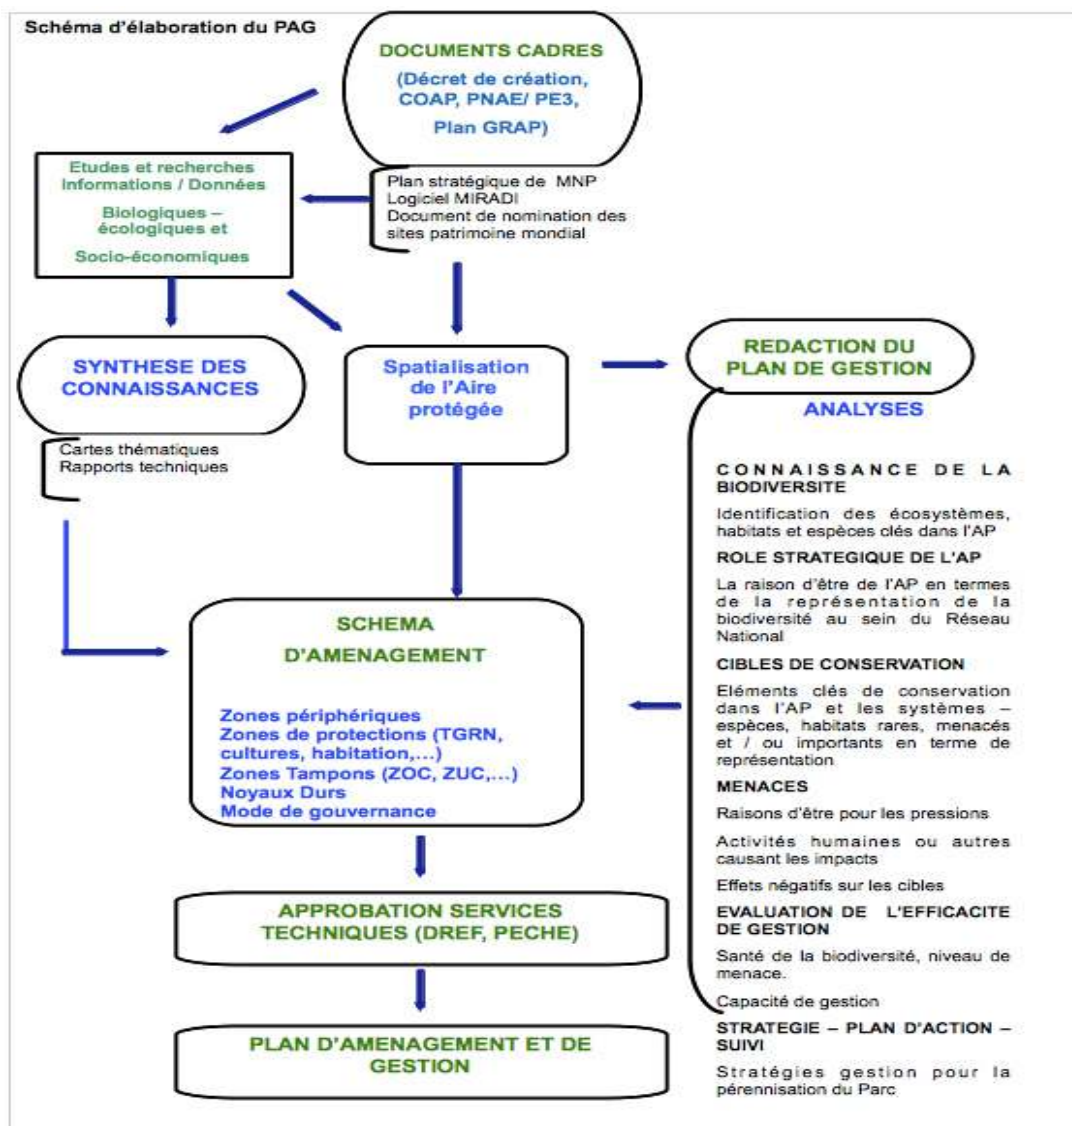 Schéma d'élaboration du PAG
DOCUMENTS CADRES
(Décret de création,
COAP, PNAE/ PE3,
Plan GRAP)
Etudes et recherches
Informations / Données
Biologiques –
écologiques et
Socio-économiques
Plan stratégique de MNP
Logiciel MIRADI
Document de nomination des
sites patrimoine mondial
SYNTHESE DES
CONNAISSANCES
Cartes thématiques
Rapports techniques
Spatialisation
de l'Aire
protégée
REDACTION DU
PLAN DE GESTION
ANALYSES
CONNAISSANCE DE LA
BIODIVERSITE
Identification des écosystèmes,
habitats et espèces clés dans l'AP
ROLE STRATEGIQUE DE L'AP
La raison d'être de l'AP en termes
de la représentation de la
biodiversité au sein du Réseau
National
CIBLES DE CONSERVATION
Eléments clés de conservation
dans l'AP et les systèmes –
espèces, habitats rares, menacés
et / ou importants en terme de
représentation
MENACES
Raisons d'être pour les pressions
Activités humaines ou autres
causant les impacts
Effets négatifs sur les cibles
EVALUATION DE L'EFFICACITE
DE GESTION
Santé de la biodiversité, niveau de
menace.
Capacité de gestion
STRATEGIE – PLAN D'ACTION –
SUIVI
Stratégies gestion pour la
pérennisation du Parc
SCHEMA
D'AMENAGEMENT
Zones périphériques
Zones de protections (TGRN,
cultures, habitation,...)
Zones Tampons (ZOC, ZUC,...)
Noyaux Durs
Mode de gouvernance
APPROBATION SERVICES
TECHNIQUES (DREF, PECHE)
PLAN D'AMENAGEMENT ET DE
GESTION